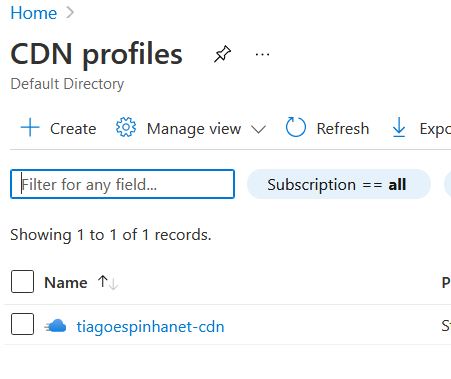 Home
CDN profiles
Default Directory
Create Manage view Refresh Expo
Filter for any field... Subscription == all
Showing 1 to 1 of 1 records.
Name P
tiagoespinhanet-cdn S